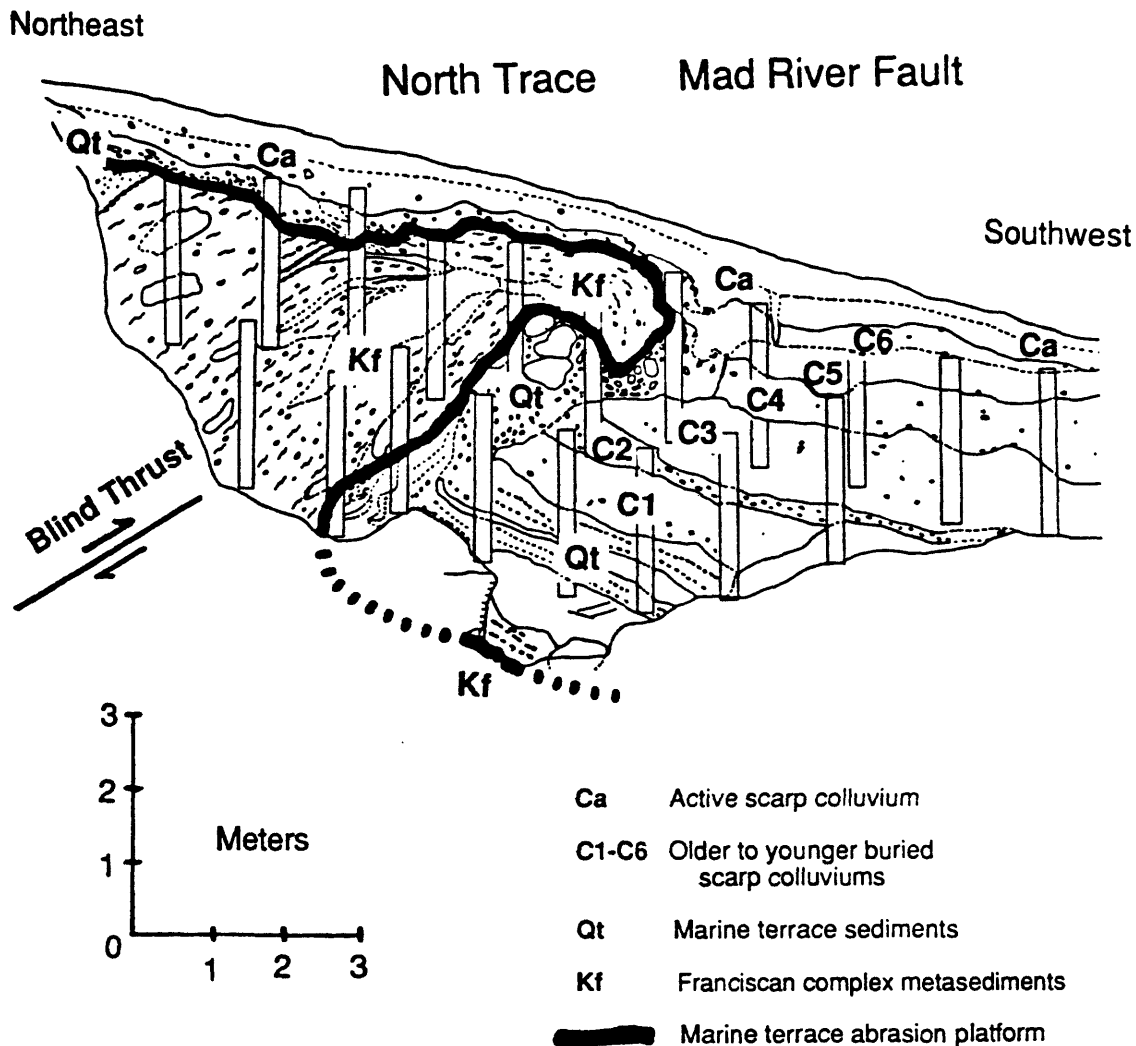 Northeast
North Trace
Mad River Fault
Southwest
Qt
Ca
Kf
Ca
Kf
Qt
C6
Ca
C5
C4
C3
C2
C1
Qt
Blind Thrust
Kf
3
2
1
0
Meters
1
2
3
Ca Active scarp colluvium
C1-C6 Older to younger buried
scarp colluviums
Qt Marine terrace sediments
Kf Franciscan complex metasediments
Marine terrace abrasion platform